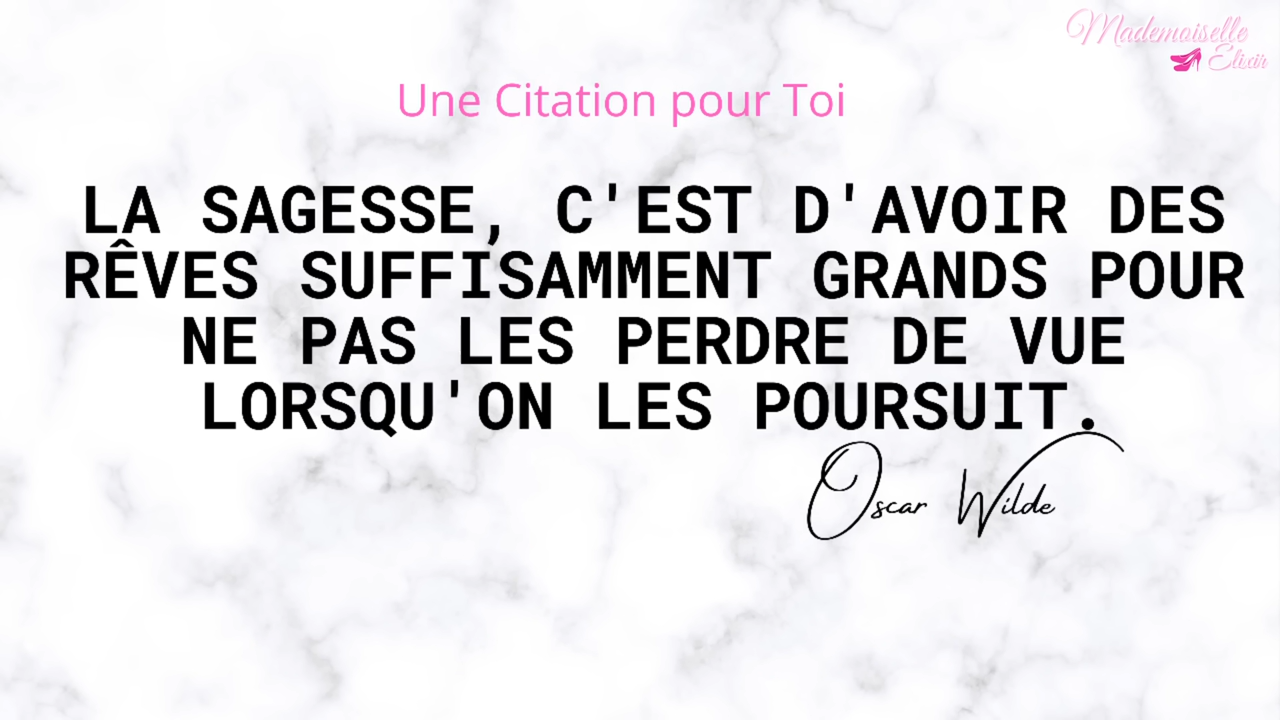 Mademoiselle
Elixir
Une Citation pour Toi
LA SAGESSE, C'EST D'AVOIR DES
RÊVES SUFFISAMMENT GRANDS POUR
NE PAS LES PERDRE DE VUE
LORSQU'ON LES POURSUIT.
Oscar Wilde